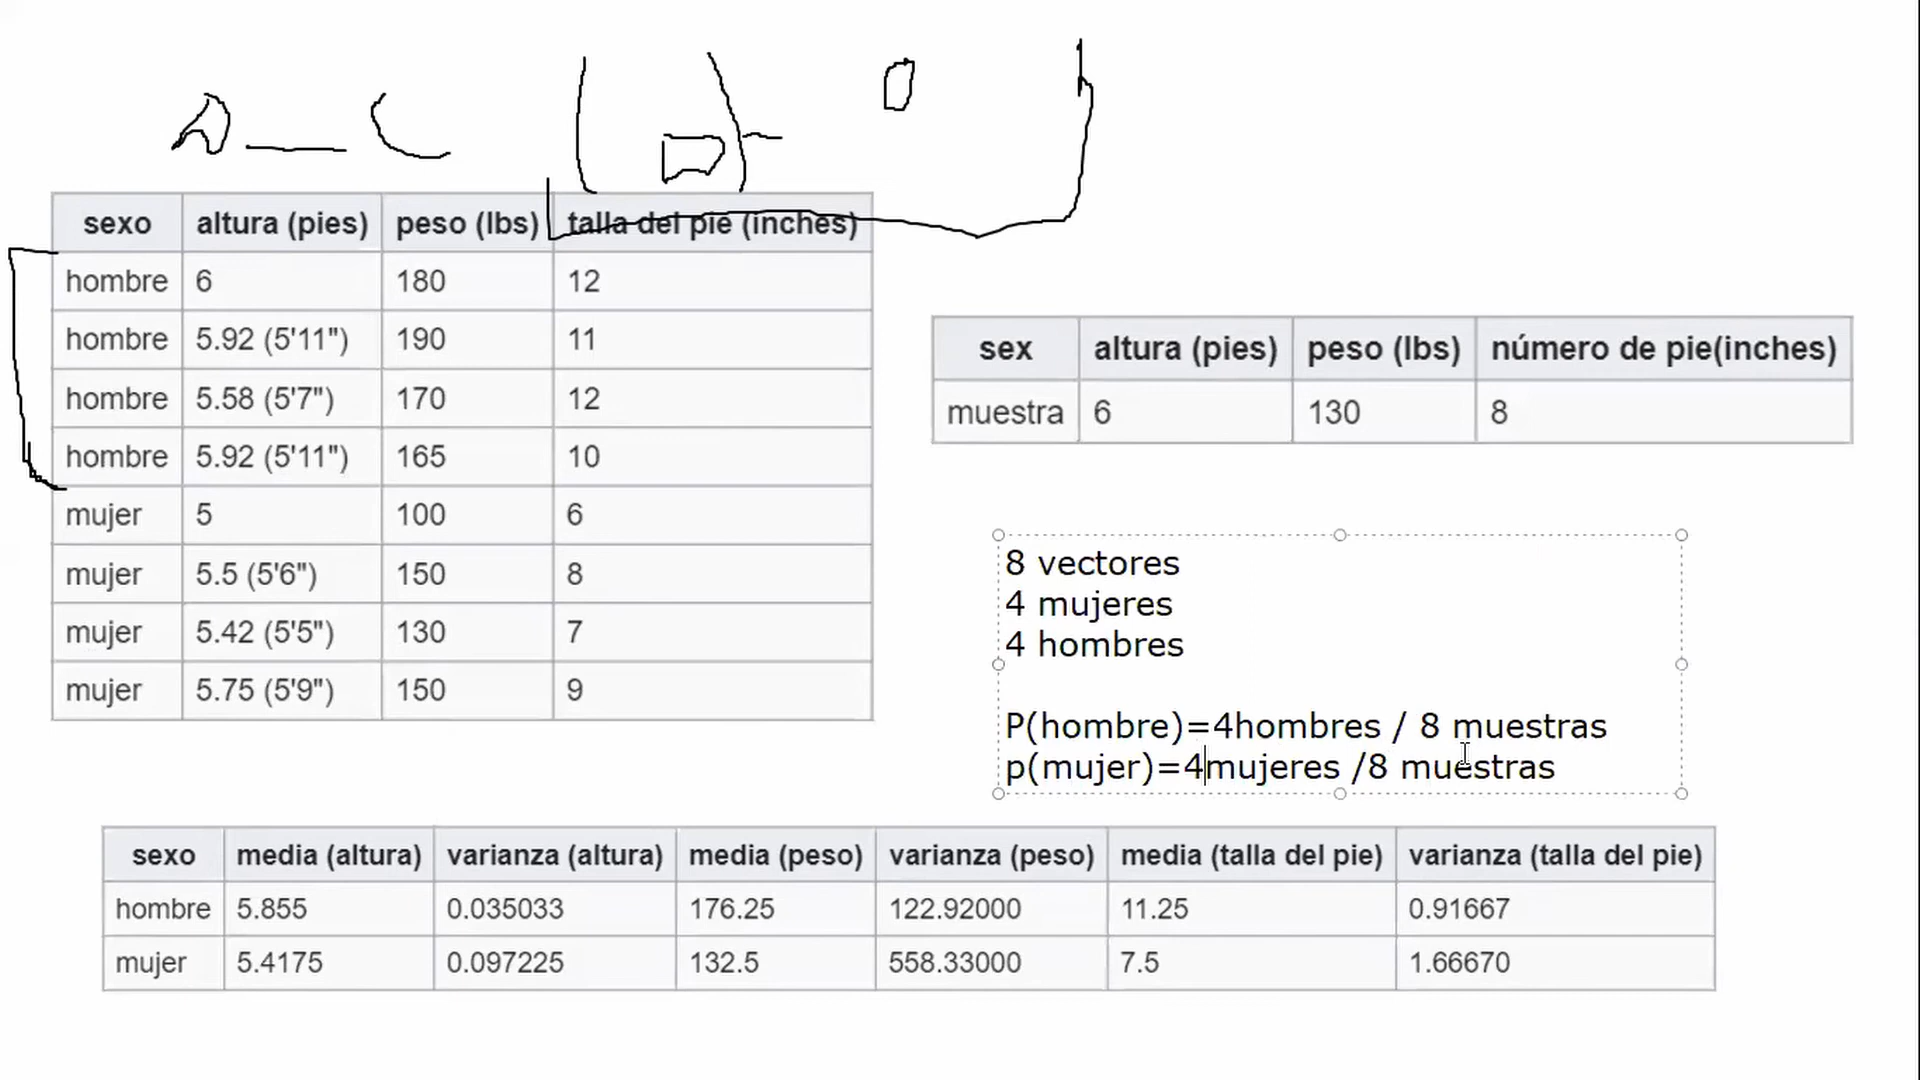 sexo altura (pies) peso (lbs) talla del pie (inches)
hombre 6 180 12
hombre 5.92 (5'11") 190 11
hombre 5.58 (5'7") 170 12
hombre 5.92 (5'11") 165 10
mujer 5 100 6
mujer 5.5 (5'6") 150 8
mujer 5.42 (5'5") 130 7
mujer 5.75 (5'9") 150 9
sex altura (pies) peso (lbs) número de pie(inches)
muestra 6 130 8
8 vectores
4 mujeres
4 hombres
P(hombre)=4hombres / 8 muestras
p(mujer)=4mujeres /8 muestras
sexo media (altura) varianza (altura) media (peso) varianza (peso) media (talla del pie) varianza (talla del pie)
hombre 5.855 0.035033 176.25 122.92000 11.25 0.91667
mujer 5.4175 0.097225 132.5 558.33000 7.5 1.66670